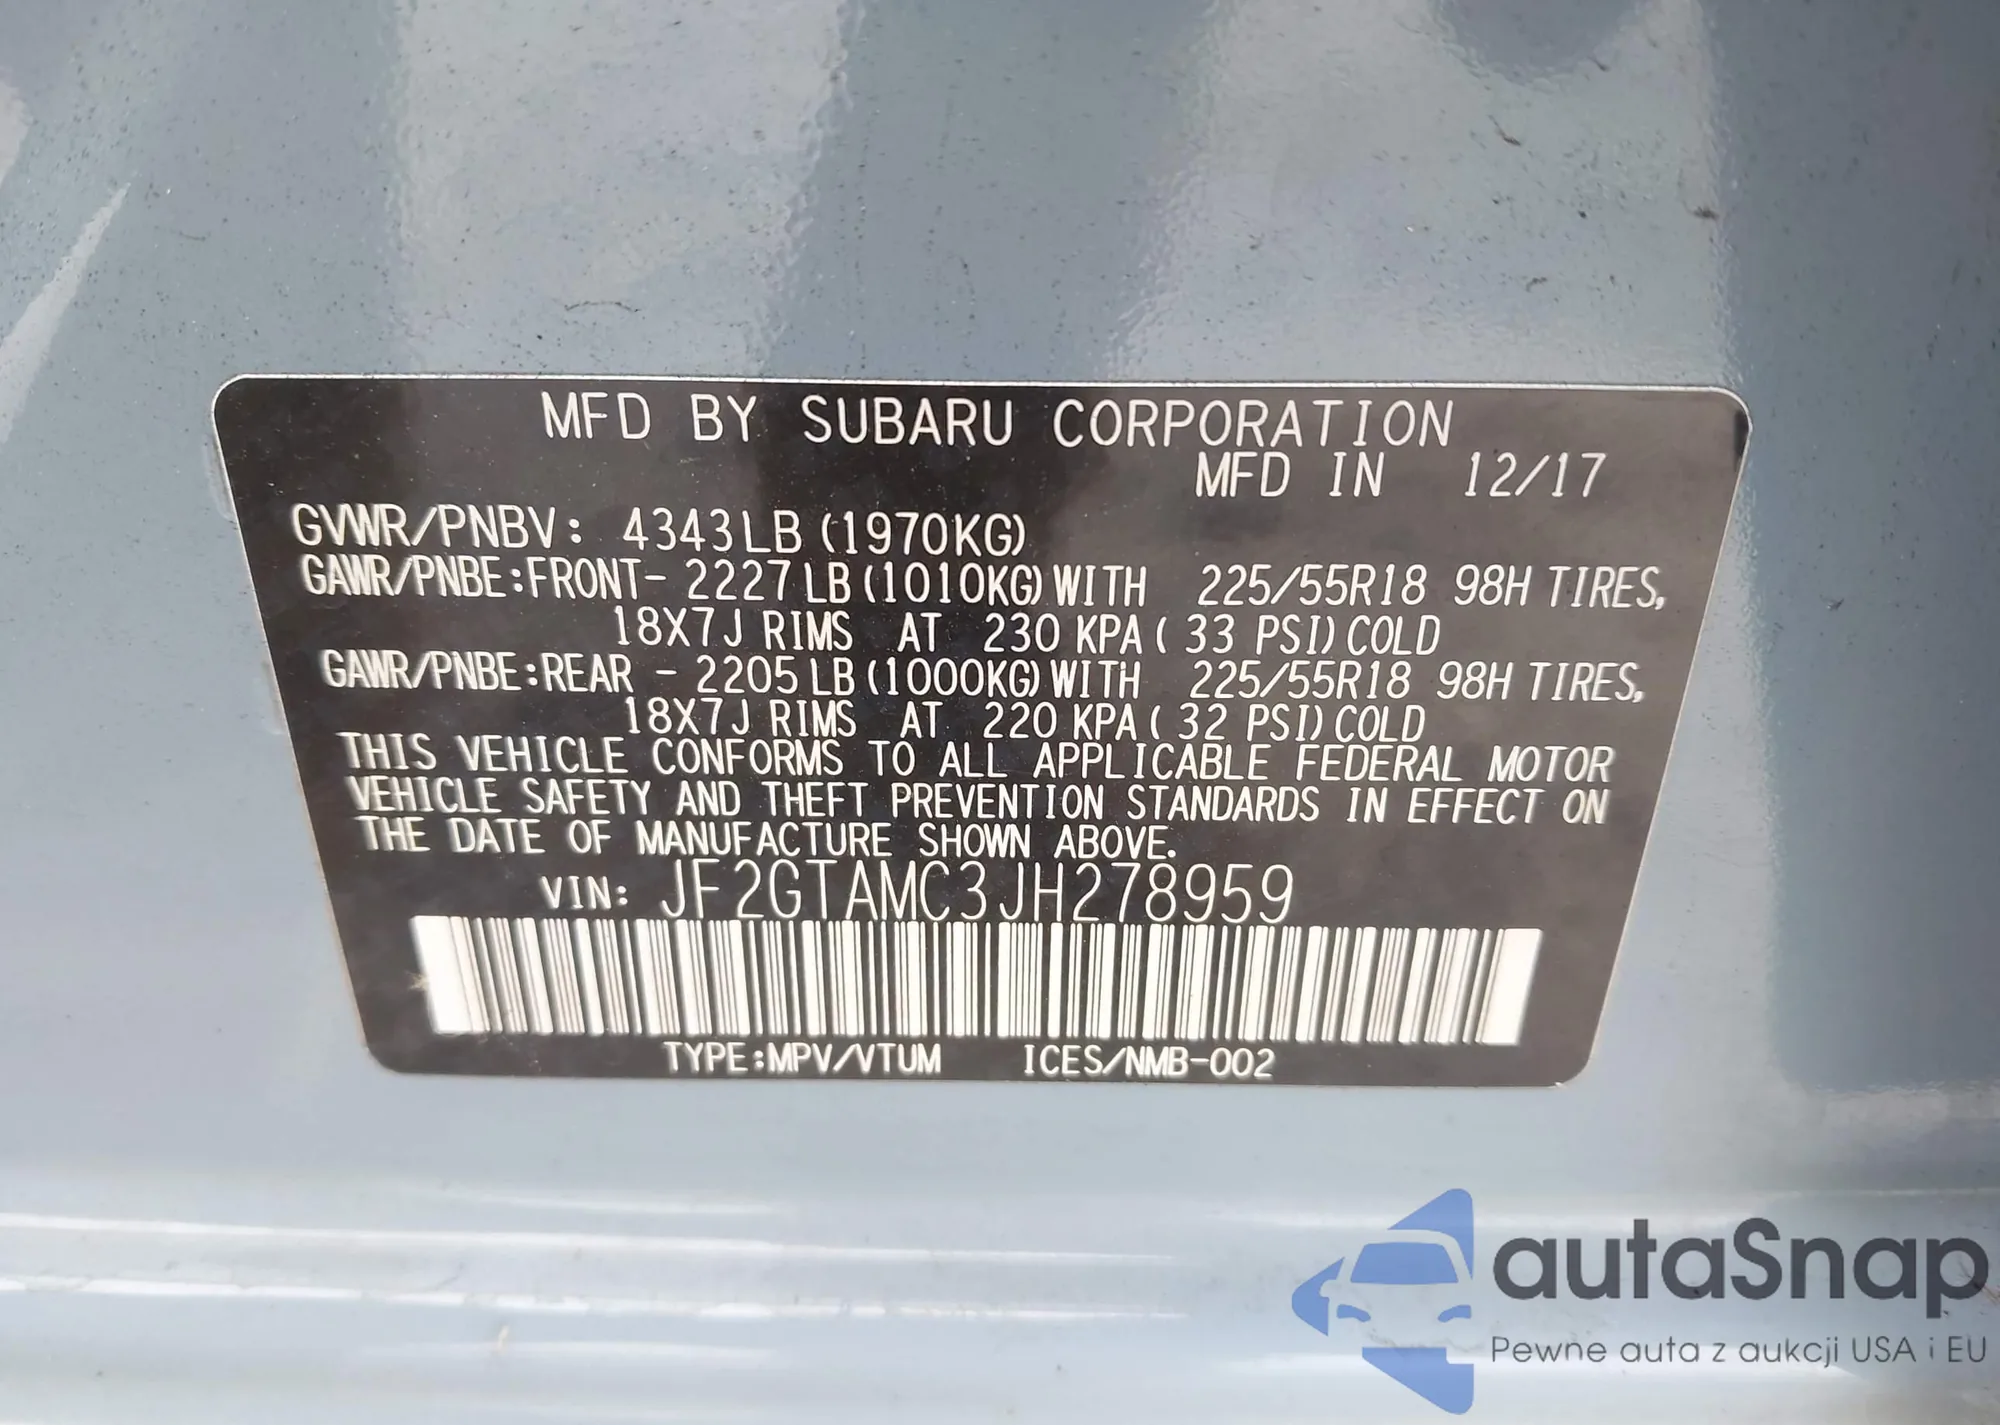 MFD BY SUBARU CORPORATION
MFD IN 12/17
GVWR/PNBV: 4343LB (1970KG)
GAWR/PNBE:FRONT- 2227 LB (1010KG) WITH 225/55R18 98H TIRES,
18X7J RIMS AT 230 KPA ( 33 PSI) COLD
GAWR/PNBE:REAR - 2205 LB (1000KG) WITH 225/55R18 98H TIRES,
18X7J RIMS AT 220 KPA ( 32 PSI) COLD
THIS VEHICLE CONFORMS TO ALL APPLICABLE FEDERAL MOTOR
VEHICLE SAFETY AND THEFT PREVENTION STANDARDS IN EFFECT ON
THE DATE OF MANUFACTURE SHOWN ABOVE.
VIN: JF2GTAMC3JH278959
TYPE:MPV/VTUM ICES/NMB-002
autaSnap
Pewne auta z aukcji USA i EU